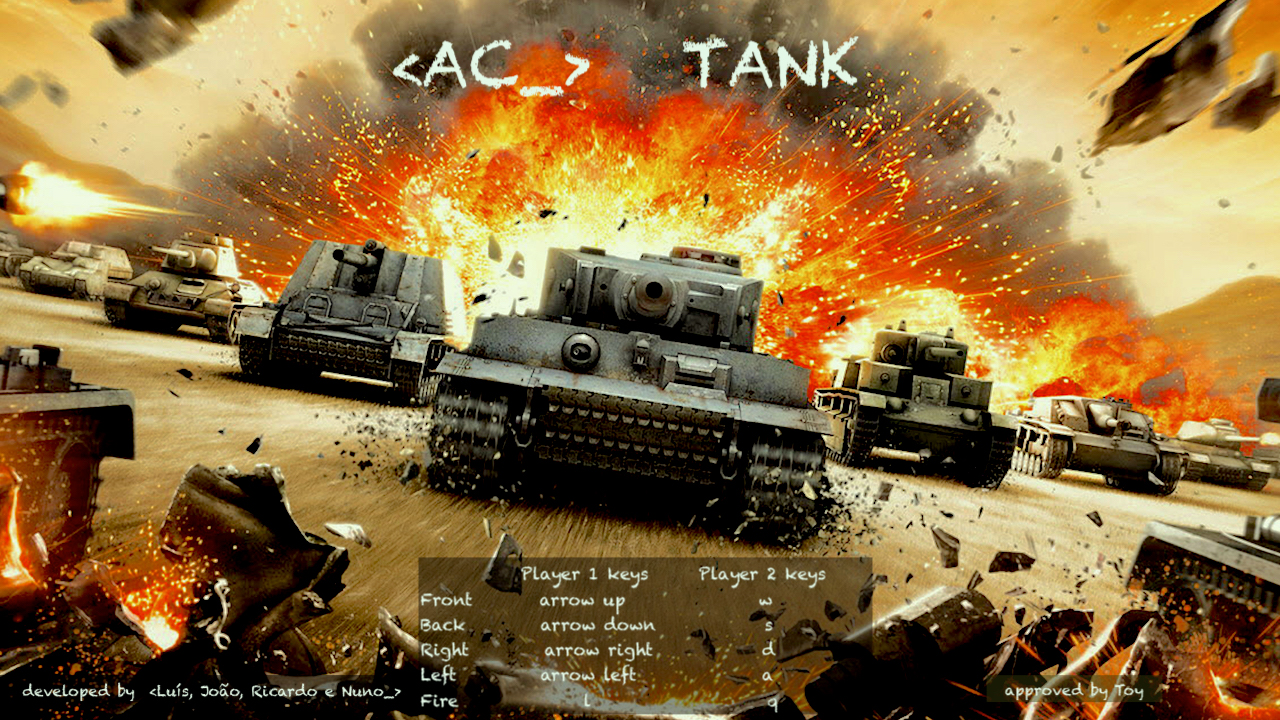 <AC_> TANK
Player 1 keys Player 2 keys
Front arrow up w
Back arrow down s
Right arrow right d
Left arrow left a
Fire l q
developed by <Luís, João, Ricardo e Nuno_>
approved by Toy